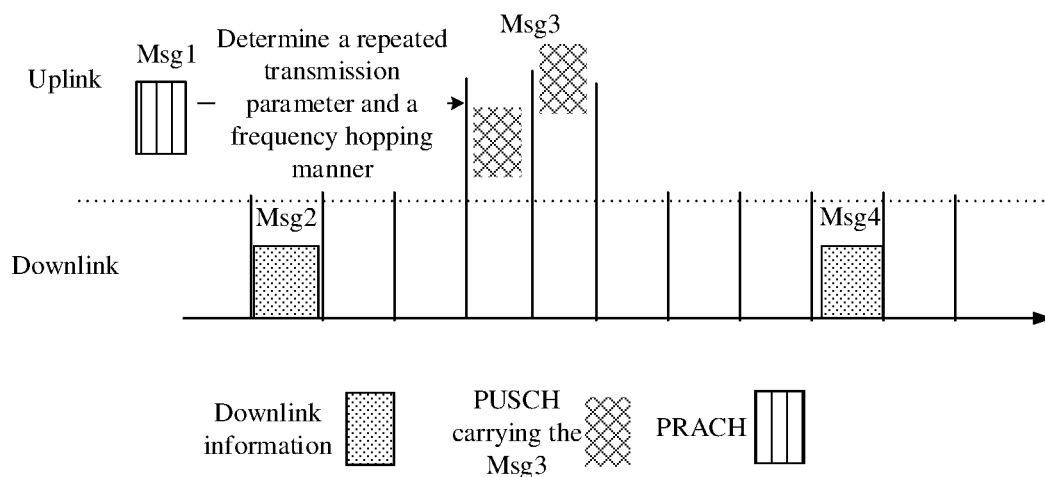 Msg1
Determine a repeated
transmission
parameter and a
frequency hopping
manner
Msg3
Uplink
Msg2
Msg4
Downlink
Downlink
information
PUSCH
carrying the
Msg3
PRACH